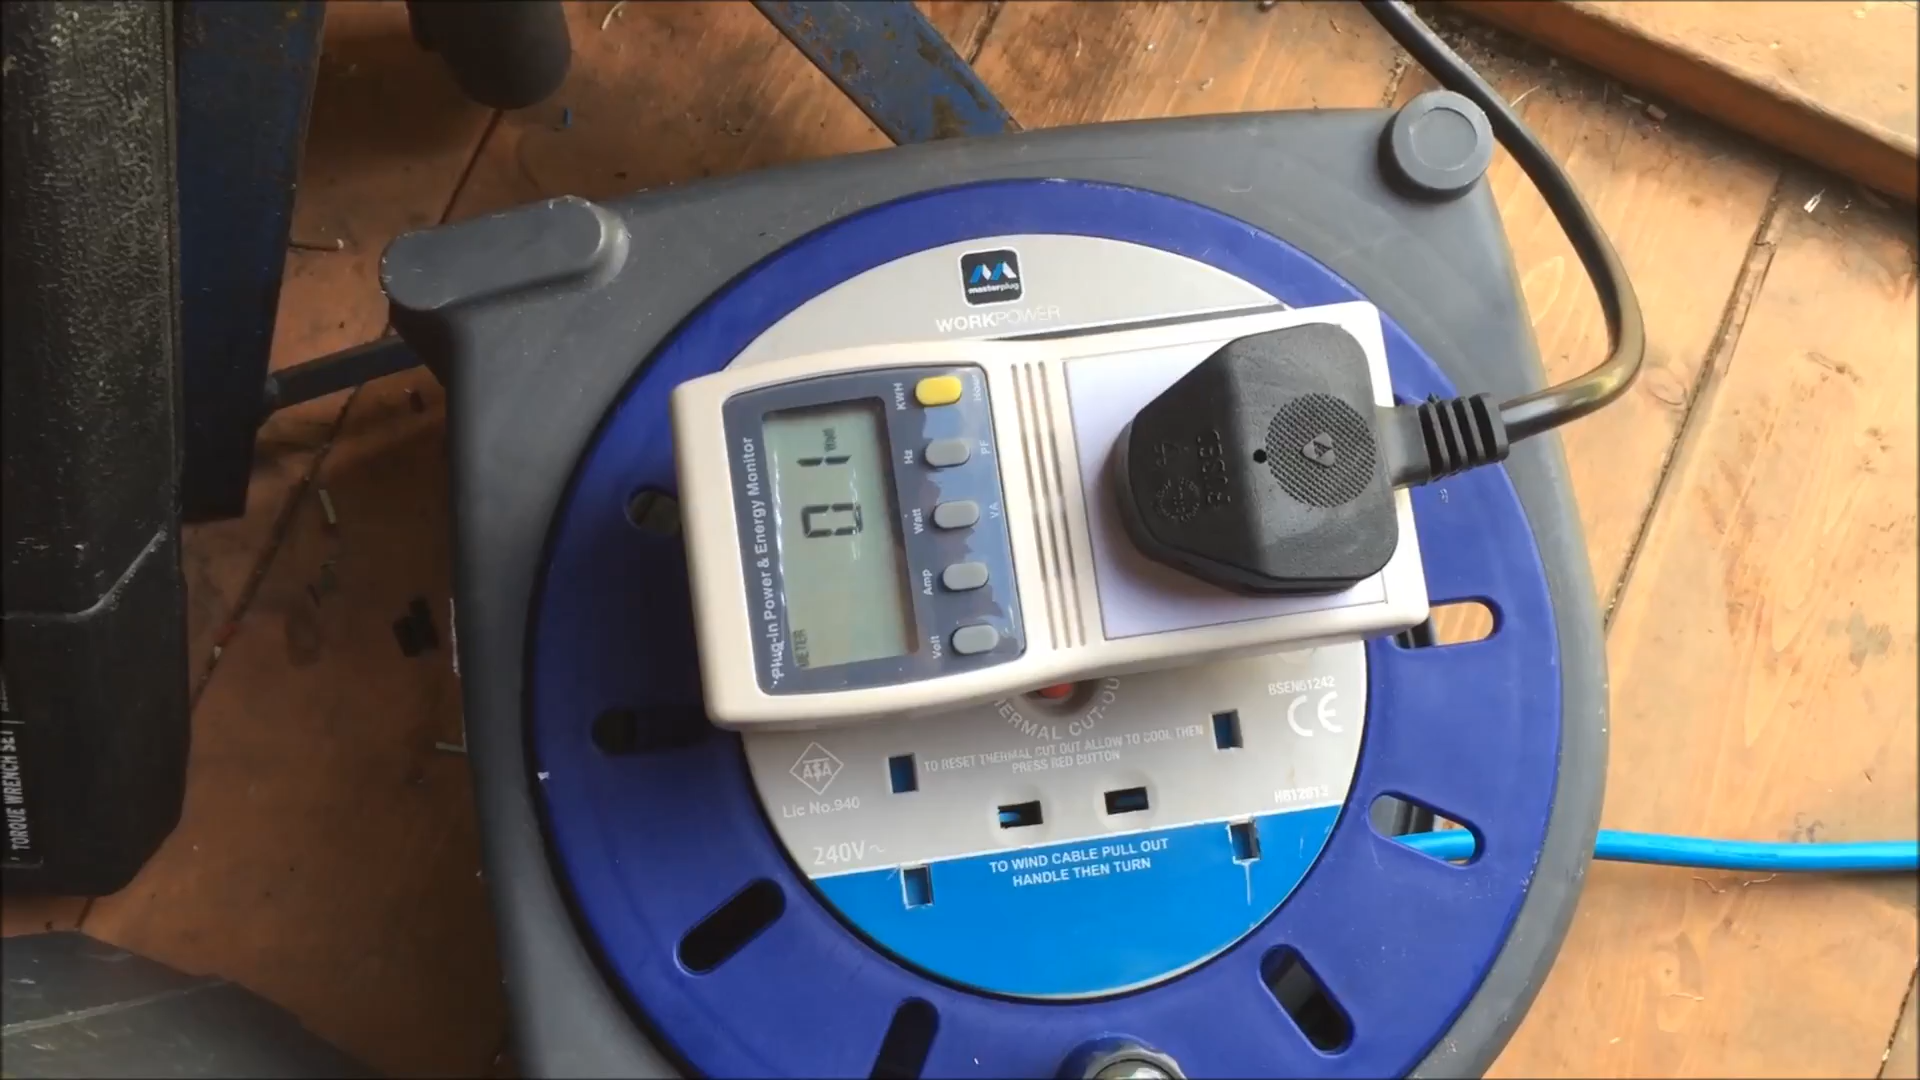 masterplug
WORKPOWER
Plug-In Power & Energy Monitor
0.1
Watt
METER
KWH
Hz
PF
Watt
VA
Amp
Volt
THERMAL CUT-OUT
TO RESET THERMAL CUT OUT ALLOW TO COOL THEN
PRESS RED BUTTON
BSEN61242
CE
ASTA
Lic No.940
240V~
TO WIND CABLE PULL OUT
HANDLE THEN TURN
TORQUE WRENCH SET
FUSED